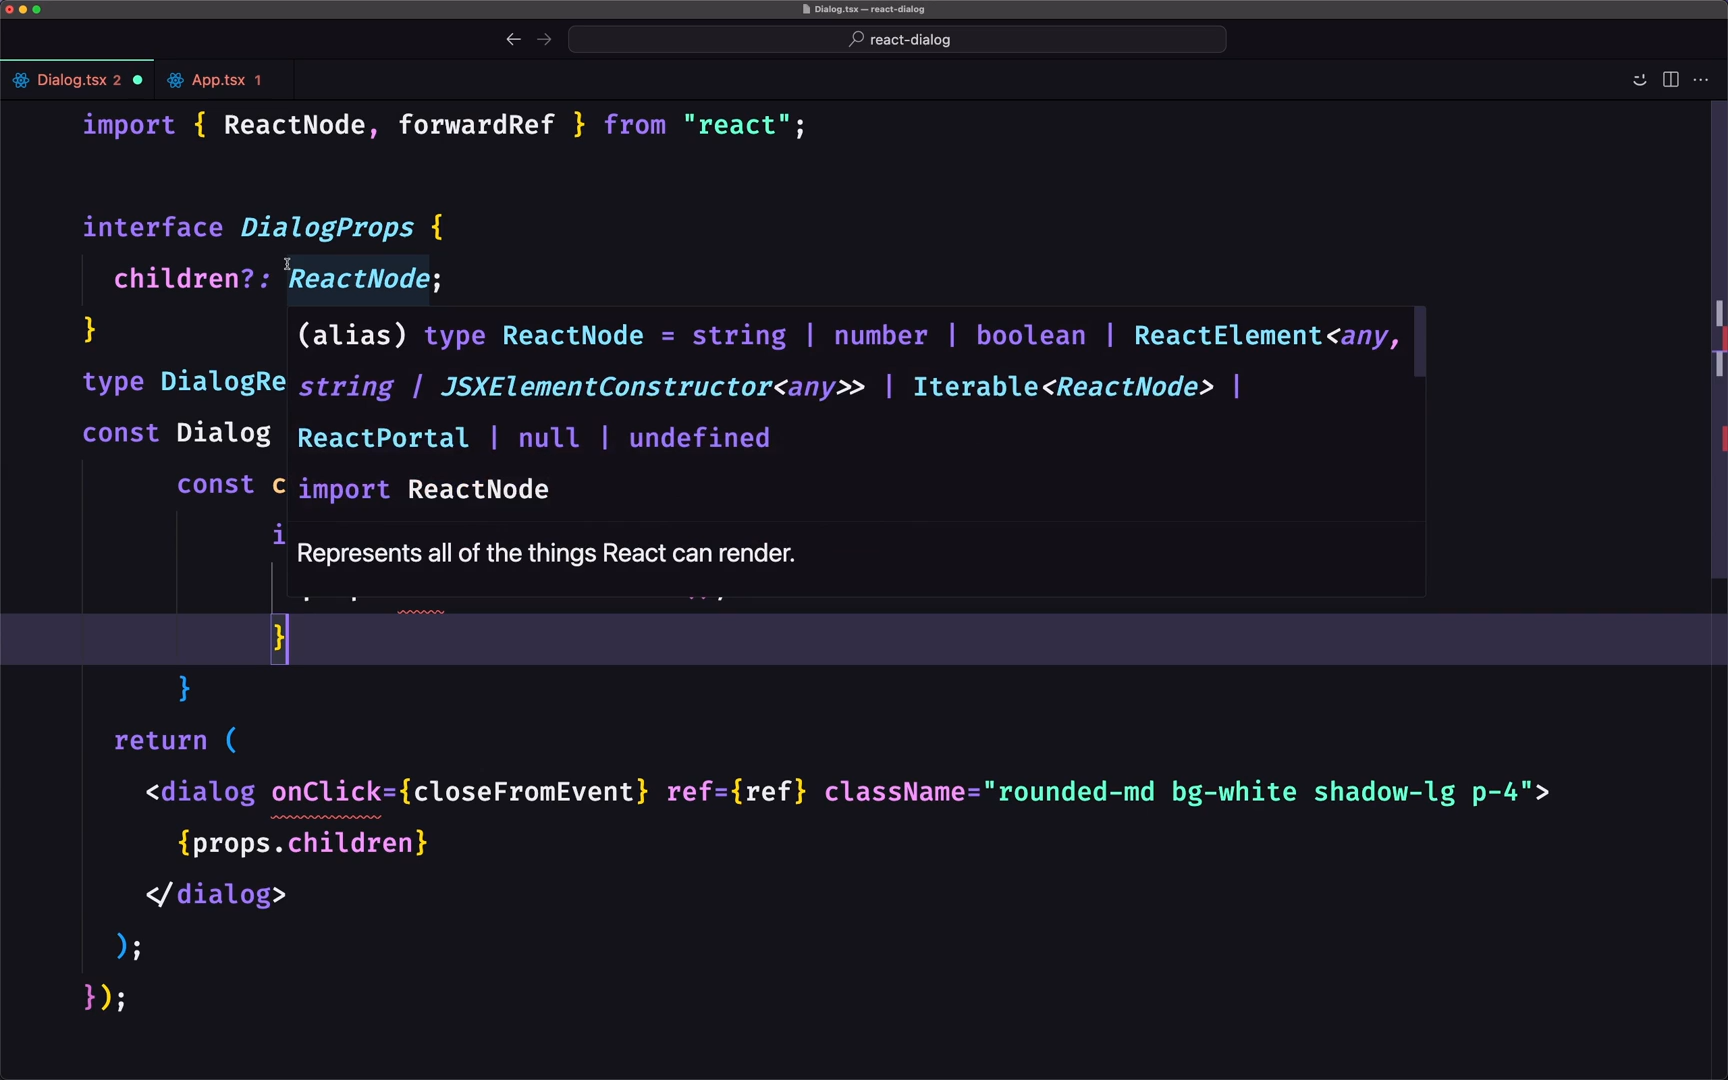 Dialog.tsx — react-dialog
react-dialog
Dialog.tsx 2
App.tsx 1
import { ReactNode, forwardRef } from "react";
interface DialogProps {
children?: ReactNode;
}
(alias) type ReactNode = string | number | boolean | ReactElement<any,
string | JSXElementConstructor<any>> | Iterable<ReactNode> |
ReactPortal | null | undefined
import ReactNode
Represents all of the things React can render.
type DialogRe
const Dialog
const c
i
}
}
return (
<dialog onClick={closeFromEvent} ref={ref} className="rounded-md bg-white shadow-lg p-4">
{props.children}
</dialog>
);
});